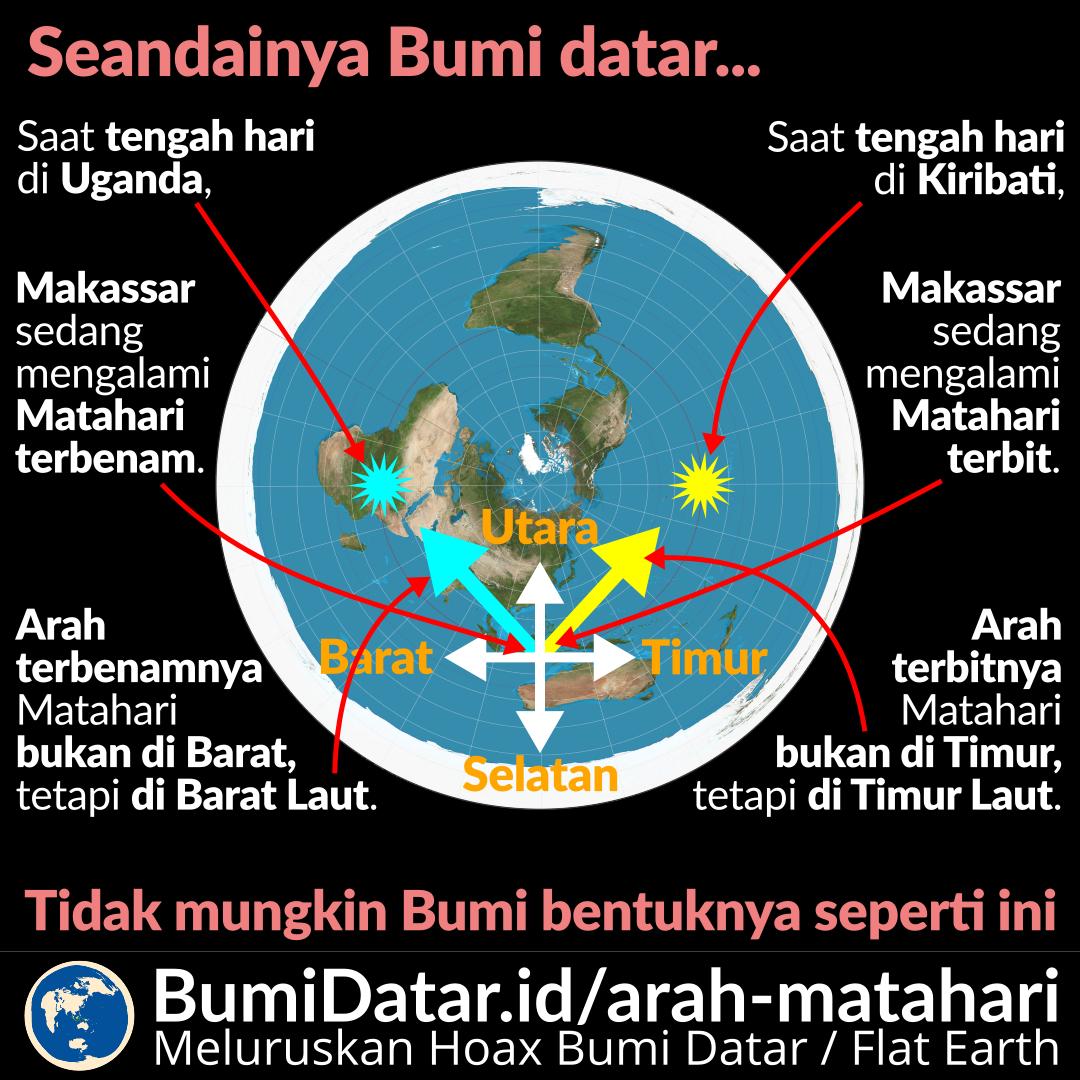 Seandainya Bumi datar...
Saat tengah hari
di Uganda,
Makassar
sedang
mengalami
Matahari
terbenam.
Arah
terbenamnya
Matahari
bukan di Barat,
tetapi di Barat Laut.
Saat tengah hari
di Kiribati,
Makassar
sedang
mengalami
Matahari
terbit.
Arah
terbitnya
Matahari
bukan di Timur,
tetapi di Timur Laut.
Utara
Barat
Timur
Selatan
Tidak mungkin Bumi bentuknya seperti ini
BumiDatar.id/arah-matahari
Meluruskan Hoax Bumi Datar / Flat Earth